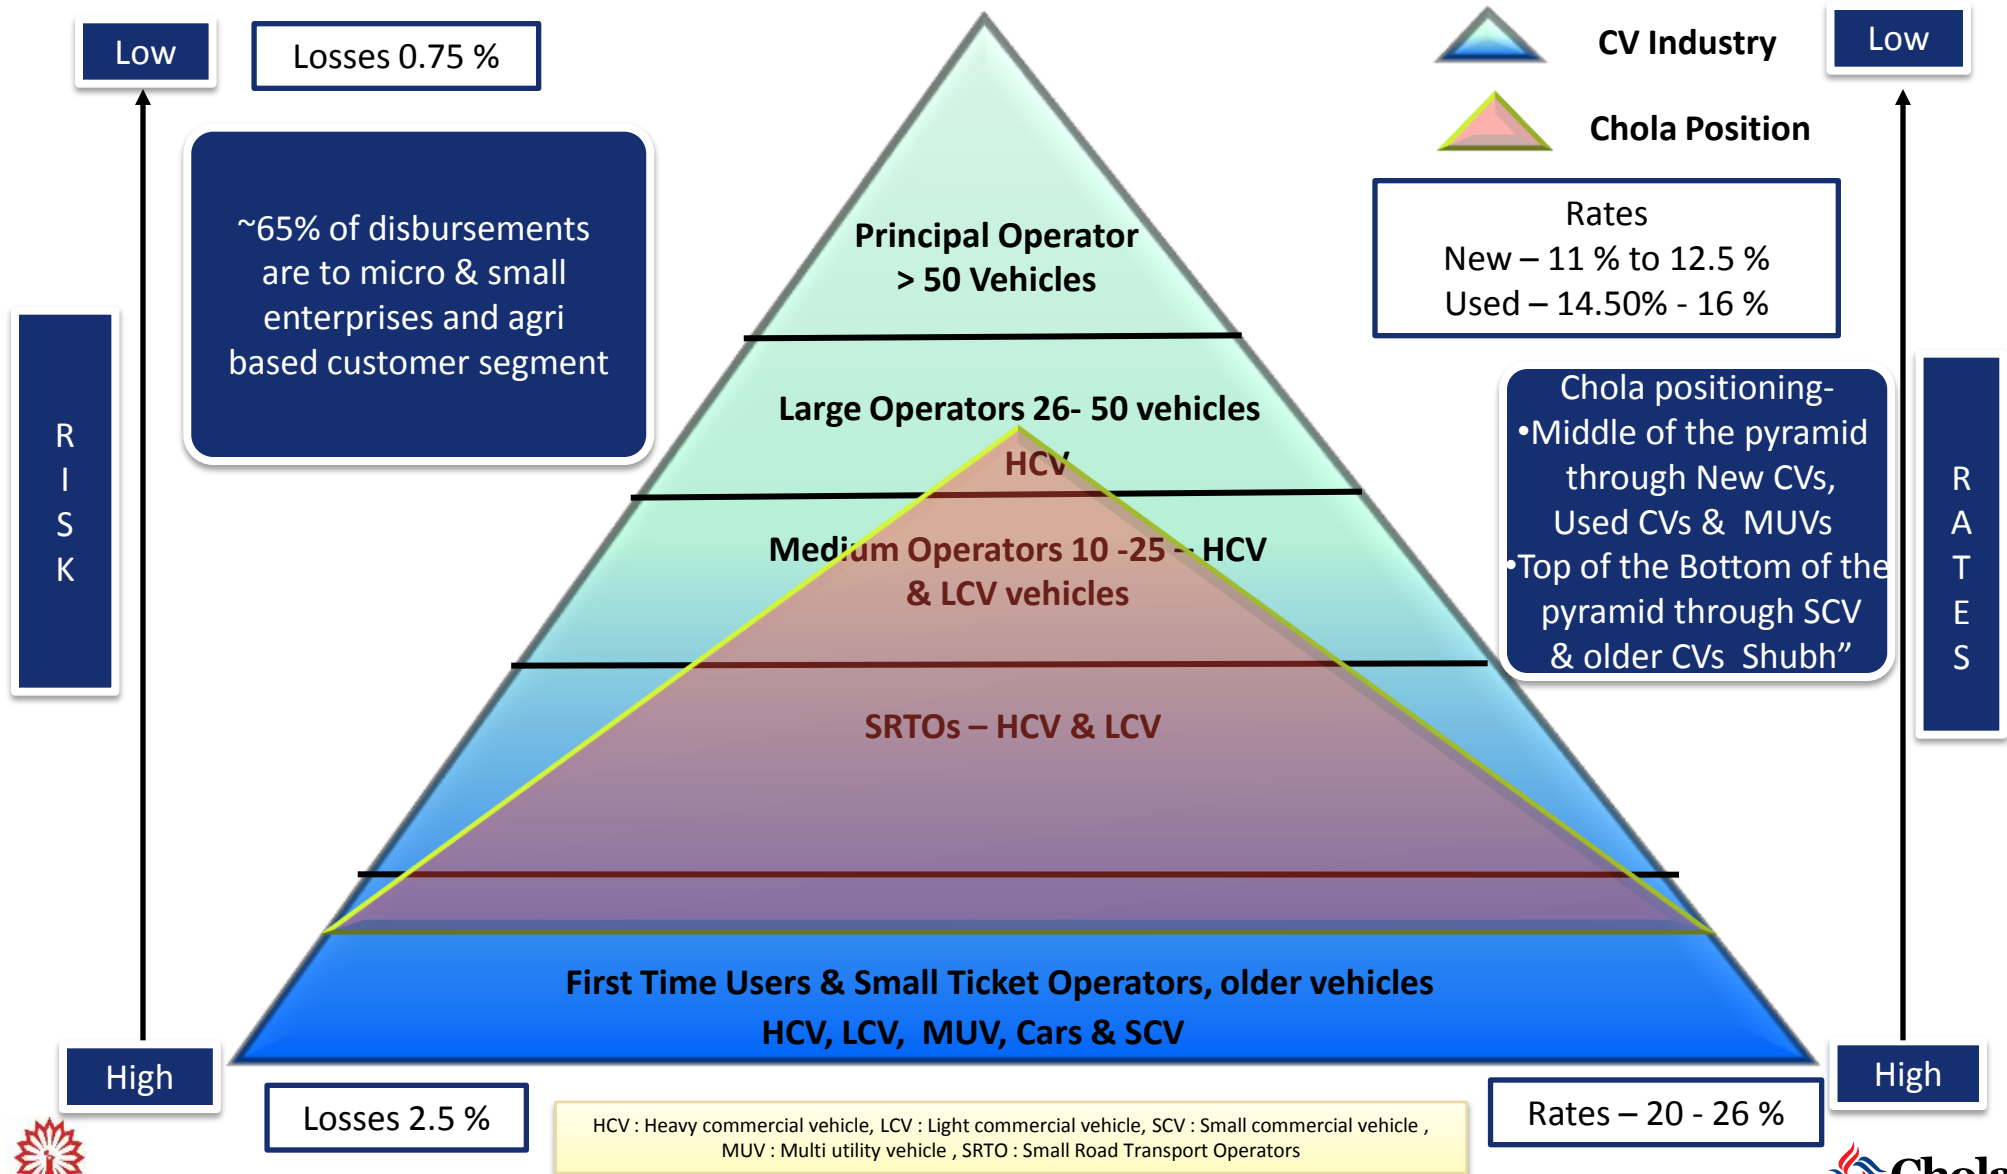 Low
Losses 0.75 %
CV Industry
Low
Chola Position
~65% of disbursements
are to micro & small
enterprises and agri
based customer segment
Rates
New – 11 % to 12.5 %
Used – 14.50% - 16 %
Principal Operator
> 50 Vehicles
R
I
S
K
Large Operators 26- 50 vehicles
HCV
Chola positioning-
•Middle of the pyramid
through New CVs,
Used CVs & MUVs
•Top of the Bottom of the
pyramid through SCV
& older CVs Shubh”
R
A
T
E
S
Medium Operators 10 -25 – HCV
& LCV vehicles
SRTOs – HCV & LCV
First Time Users & Small Ticket Operators, older vehicles
HCV, LCV, MUV, Cars & SCV
High
High
Losses 2.5 %
Rates – 20 - 26 %
HCV : Heavy commercial vehicle, LCV : Light commercial vehicle, SCV : Small commercial vehicle ,
MUV : Multi utility vehicle , SRTO : Small Road Transport Operators
Chola